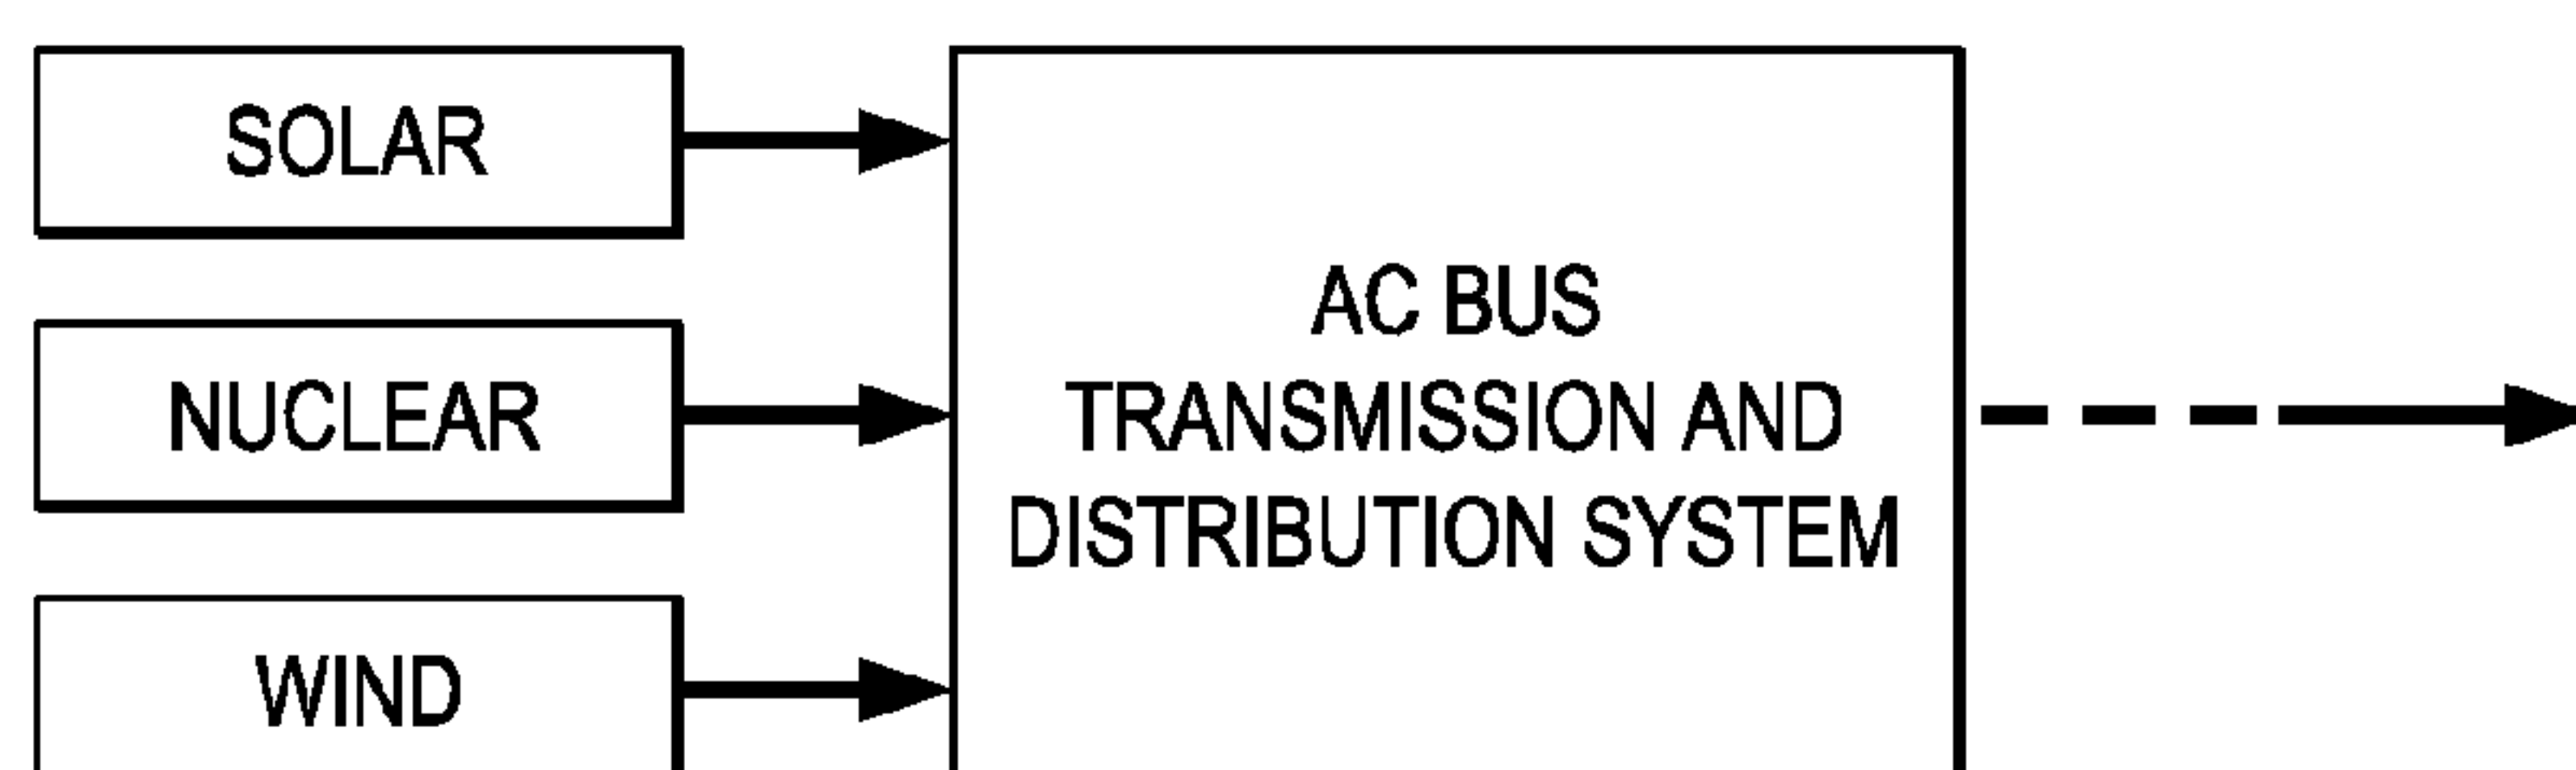 SOLAR
NUCLEAR
WIND
AC BUS
TRANSMISSION AND
DISTRIBUTION SYSTEM